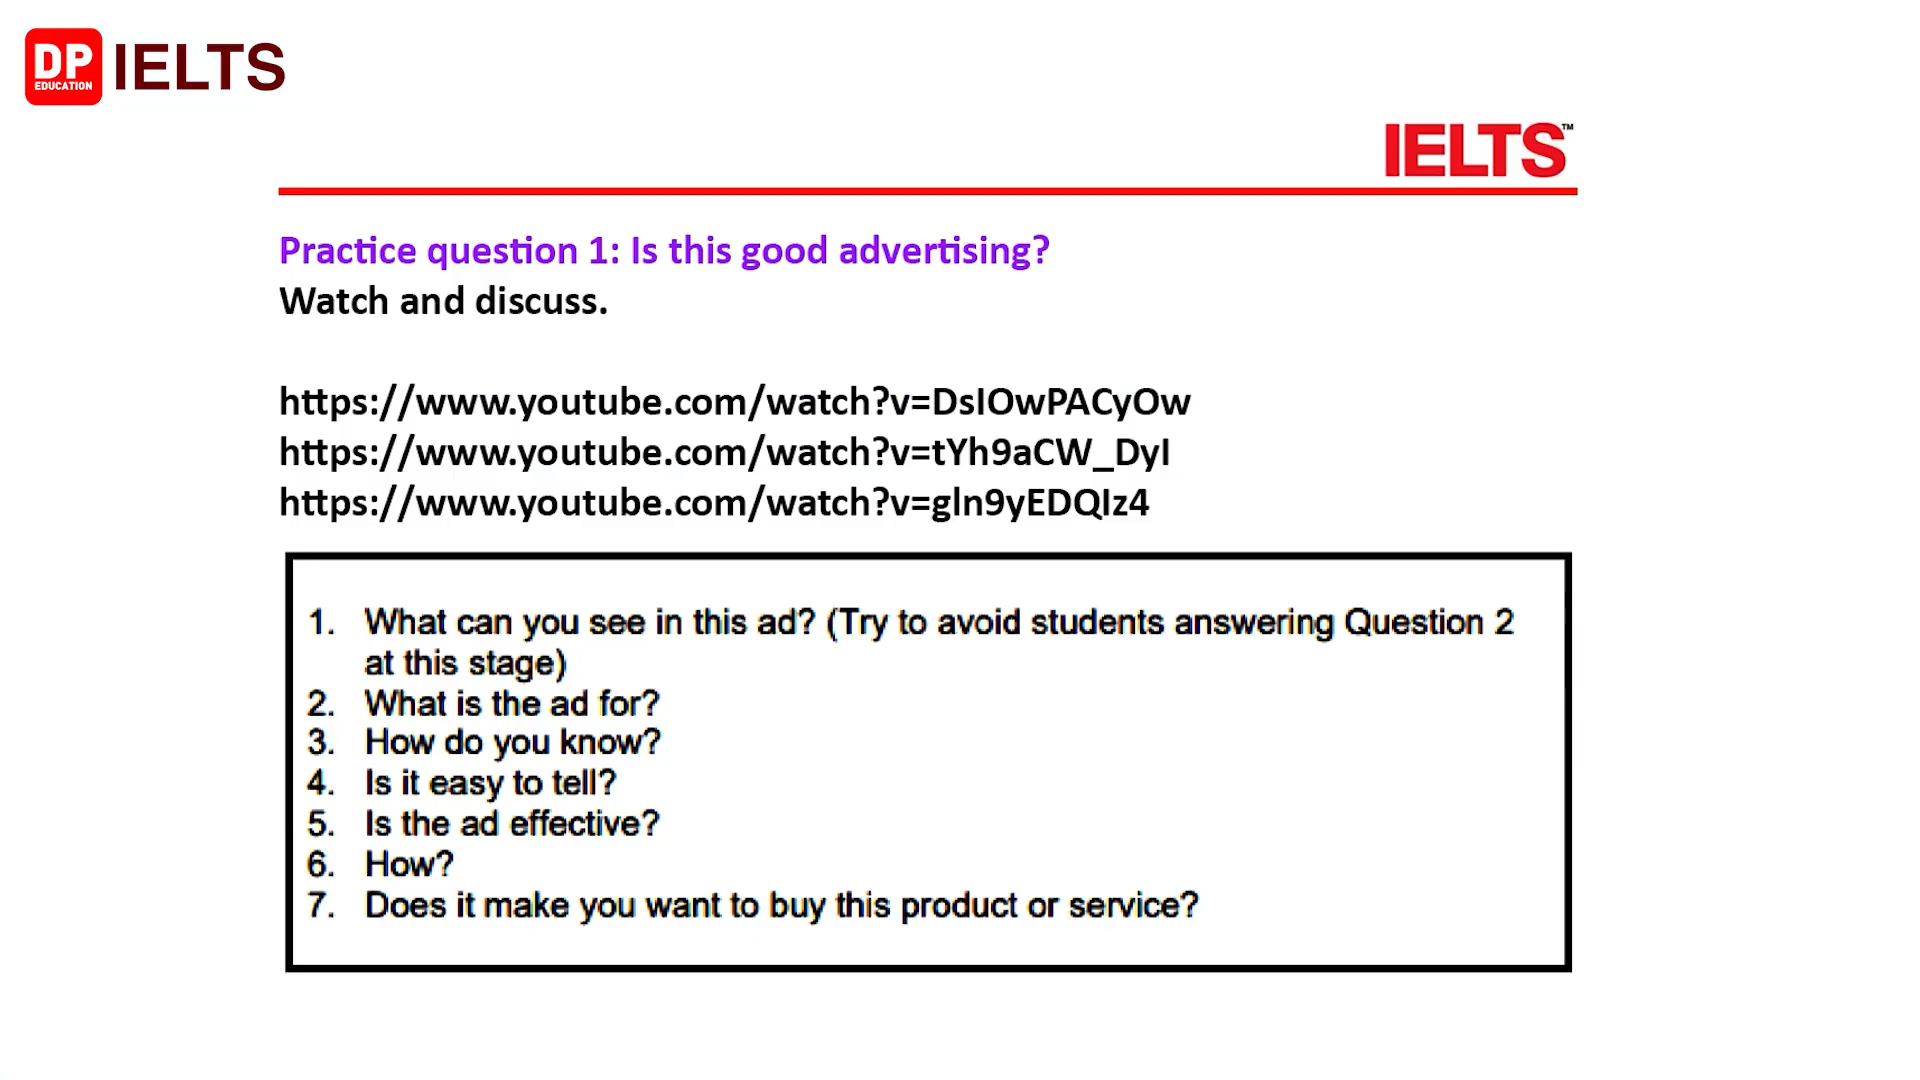 DP
EDUCATION
IELTS
IELTS™
Practice question 1: Is this good advertising?
Watch and discuss.
https://www.youtube.com/watch?v=DsIOwPACyOw
https://www.youtube.com/watch?v=tYh9aCW_DyI
https://www.youtube.com/watch?v=gln9yEDQIz4
1. What can you see in this ad? (Try to avoid students answering Question 2
at this stage)
2. What is the ad for?
3. How do you know?
4. Is it easy to tell?
5. Is the ad effective?
6. How?
7. Does it make you want to buy this product or service?